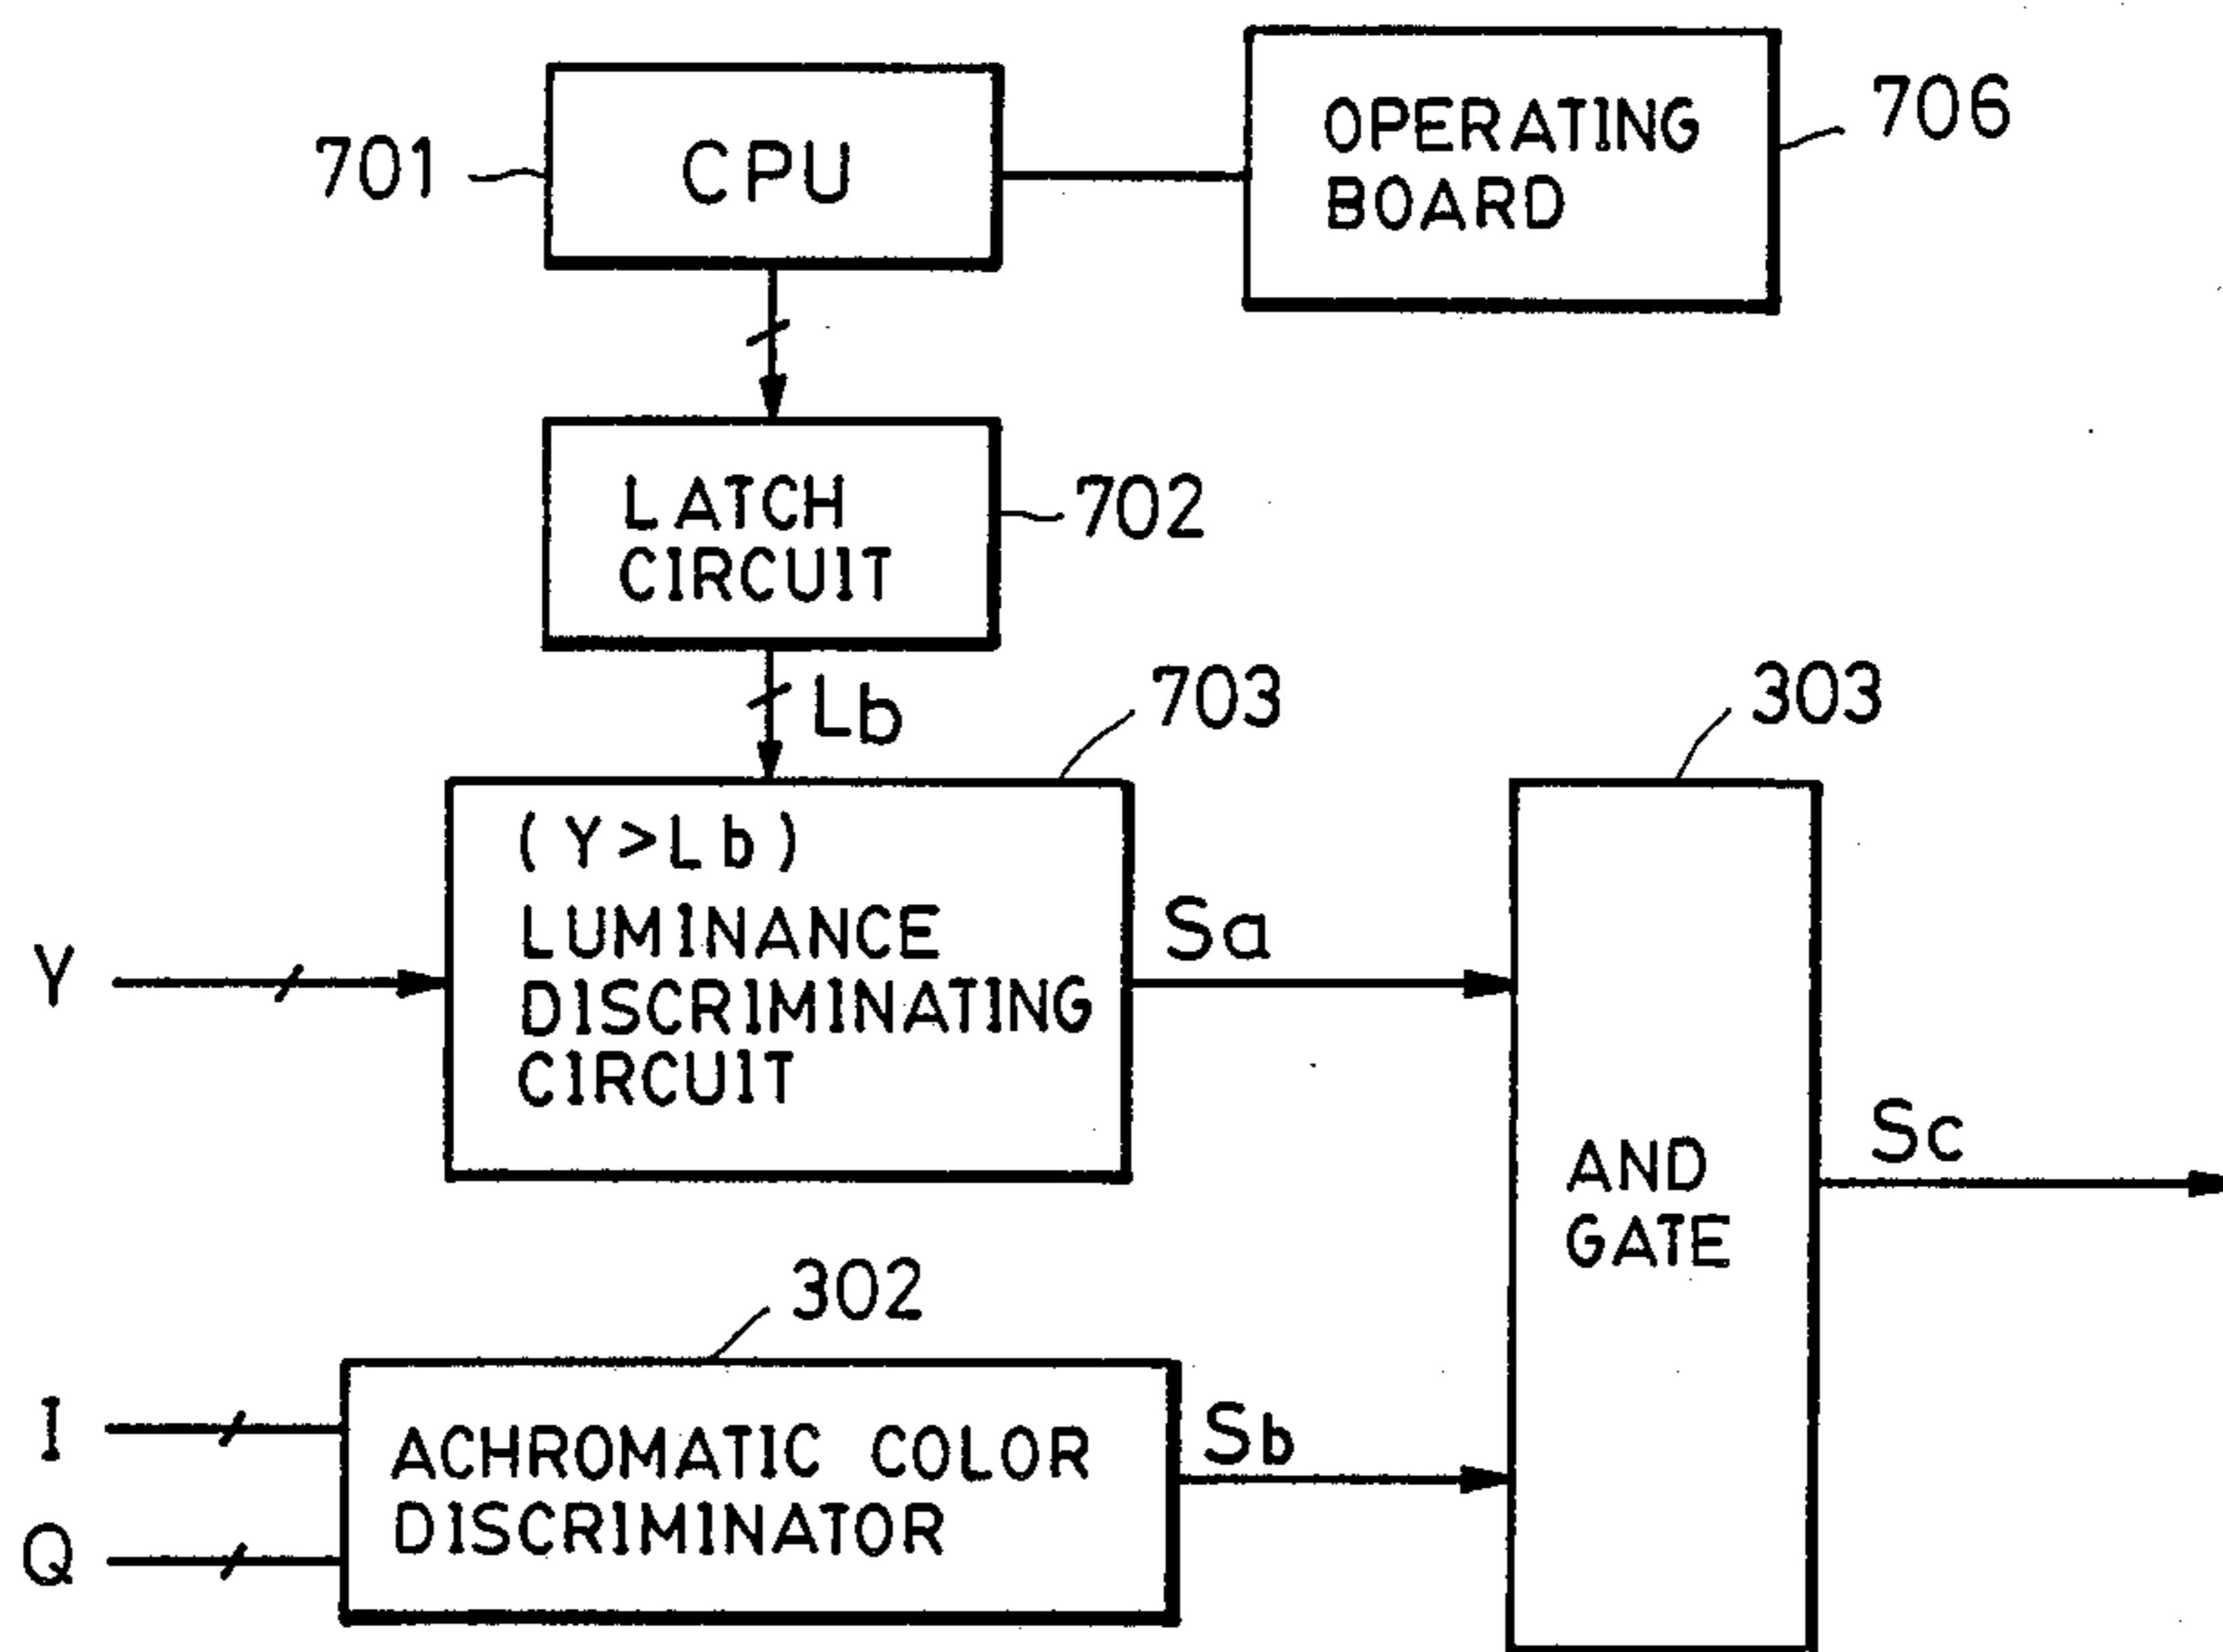 701
CPU
OPERATING
BOARD
706
LATCH
CIRCUIT
702
Lb
703
303
(Y>Lb)
LUMINANCE
DISCRIMINATING
CIRCUIT
Y
Sa
AND
GATE
Sc
302
I
Q
ACHROMATIC COLOR
DISCRIMINATOR
Sb